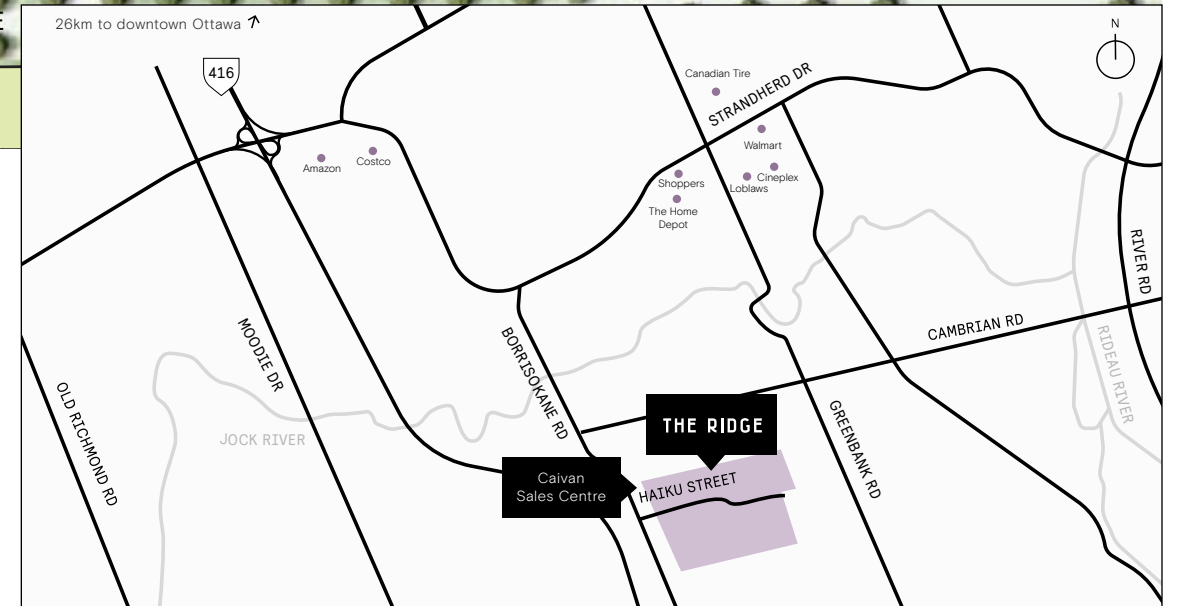 E
26km to downtown Ottawa
N
416
Canadian Tire
STRANDHERD DR
Walmart
Amazon
Costco
Shoppers
Cineplex
Loblaws
The Home
Depot
RIVER RD
MOODIE DR
BORRISOKANE RD
CAMBRIAN RD
RIDEAU RIVER
OLD RICHMOND RD
JOCK RIVER
GREENBANK RD
THE RIDGE
Caivan
Sales Centre
HAIKU STREET